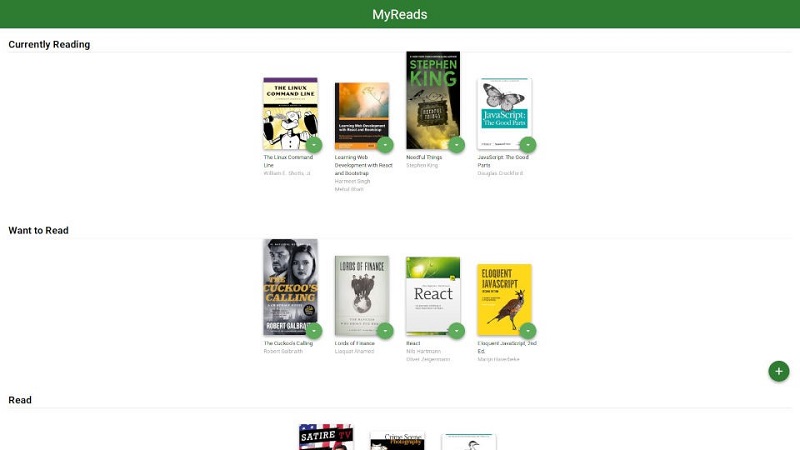 MyReads
Currently Reading
THE LINUX
COMMAND LINE
Learning Web Development
with React and Bootstrap
STEPHEN
KING
JavaScript:
The Good Parts
The Linux Command
Line
William E. Shotts, Jr.
Learning Web
Development with React
and Bootstrap
Harmeet Singh
Mehul Bhatt
Needful Things
Stephen King
JavaScript: The Good
Parts
Douglas Crockford
Want to Read
THE
CUCKOO'S
CALLING
ROBERT GALBRAITH
LORDS OF FINANCE
React
ELOQUENT
JAVASCRIPT
The Cuckoo's Calling
Robert Galbraith
Lords of Finance
Liaquat Ahamed
React
Nils Hartmann
Oliver Zeigermann
Eloquent JavaScript, 2nd
Ed.
Marijn Haverbeke
+
Read
SATIRE TV
Crime Scene
Photography